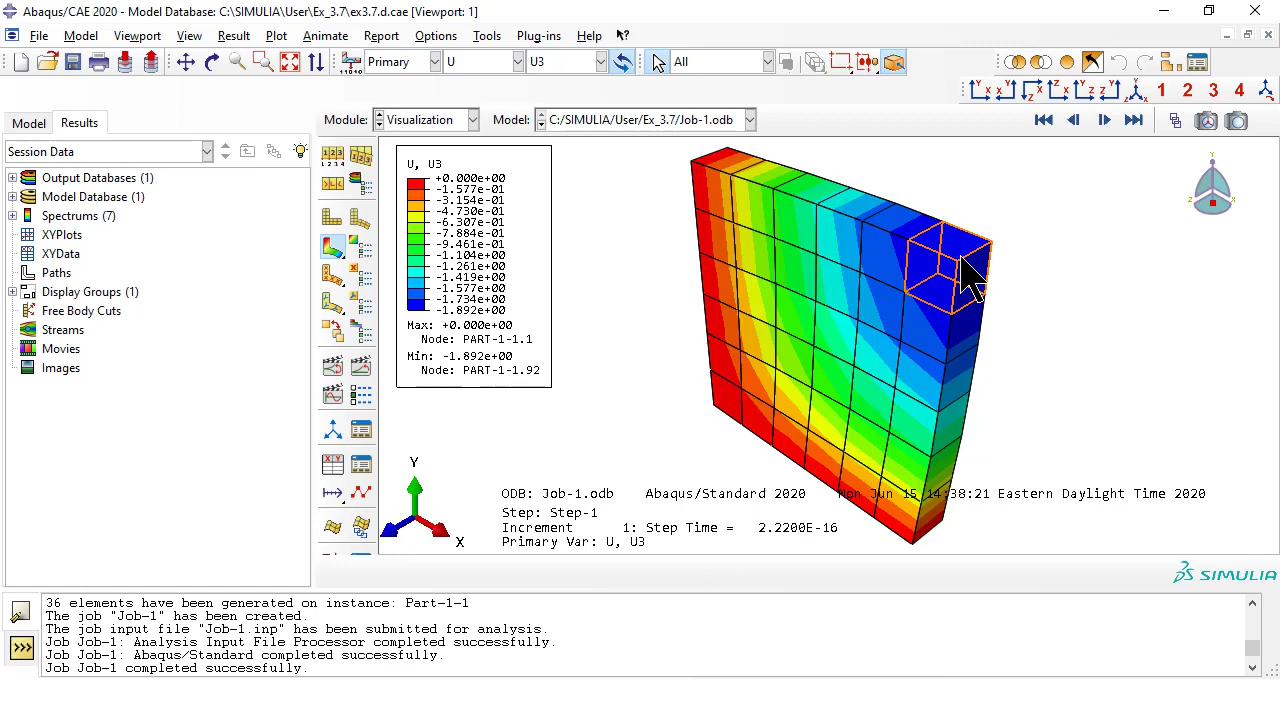 Abaqus/CAE 2020 - Model Database: C:\SIMULIA\User\Ex_3.7\ex3.7.d.cae [Viewport: 1]
File Model Viewport View Result Plot Animate Report Options Tools Plug-ins Help
Primary U U3 All
1 2 3 4
Model Results Module: Visualization Model: C:/SIMULIA/User/Ex_3.7/Job-1.odb
Session Data
Output Databases (1)
Model Database (1)
Spectrums (7)
XYPlots
XYData
Paths
Display Groups (1)
Free Body Cuts
Streams
Movies
Images
U, U3
+0.000e+00
-1.577e-01
-3.154e-01
-4.730e-01
-6.307e-01
-7.884e-01
-9.461e-01
-1.104e+00
-1.261e+00
-1.419e+00
-1.577e+00
-1.734e+00
-1.892e+00
Max: +0.000e+00
Node: PART-1-1.1
Min: -1.892e+00
Node: PART-1-1.92
Y
Z X
Y
X
ODB: Job-1.odb Abaqus/Standard 2020 Mon Jun 15 14:38:21 Eastern Daylight Time 2020
Step: Step-1
Increment 1: Step Time = 2.2200E-16
Primary Var: U, U3
SIMULIA
36 elements have been generated on instance: Part-1-1
The job "Job-1" has been created.
The job input file "Job-1.inp" has been submitted for analysis.
Job Job-1: Analysis Input File Processor completed successfully.
Job Job-1: Abaqus/Standard completed successfully.
Job Job-1 completed successfully.